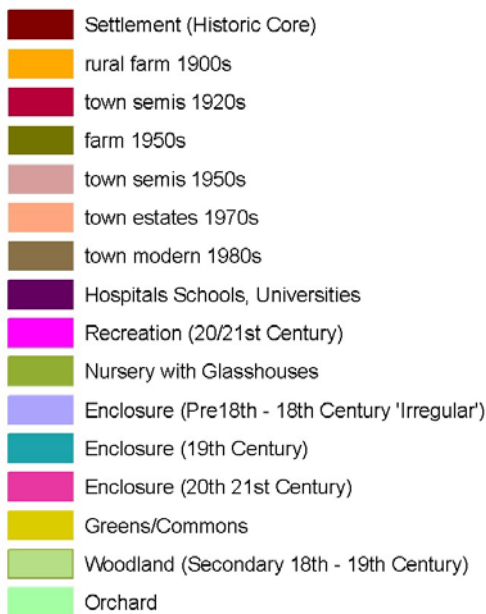 Settlement (Historic Core)
rural farm 1900s
town semis 1920s
farm 1950s
town semis 1950s
town estates 1970s
town modern 1980s
Hospitals Schools, Universities
Recreation (20/21st Century)
Nursery with Glasshouses
Enclosure (Pre18th - 18th Century 'Irregular')
Enclosure (19th Century)
Enclosure (20th 21st Century)
Greens/Commons
Woodland (Secondary 18th - 19th Century)
Orchard